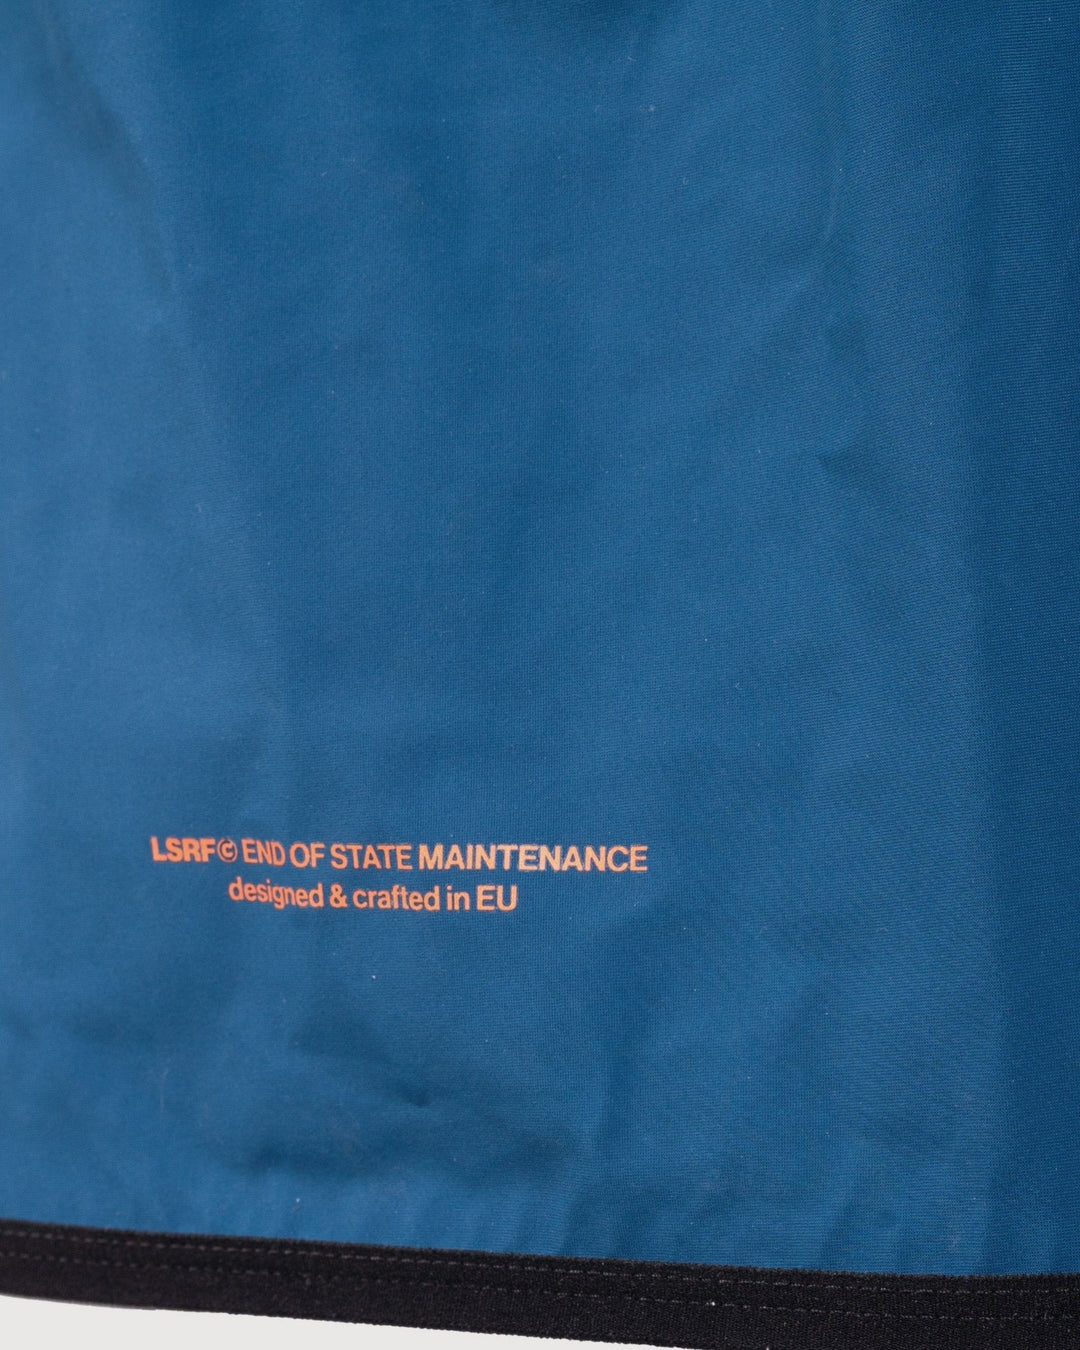 LSRF© END OF STATE MAINTENANCE
designed & crafted in EU